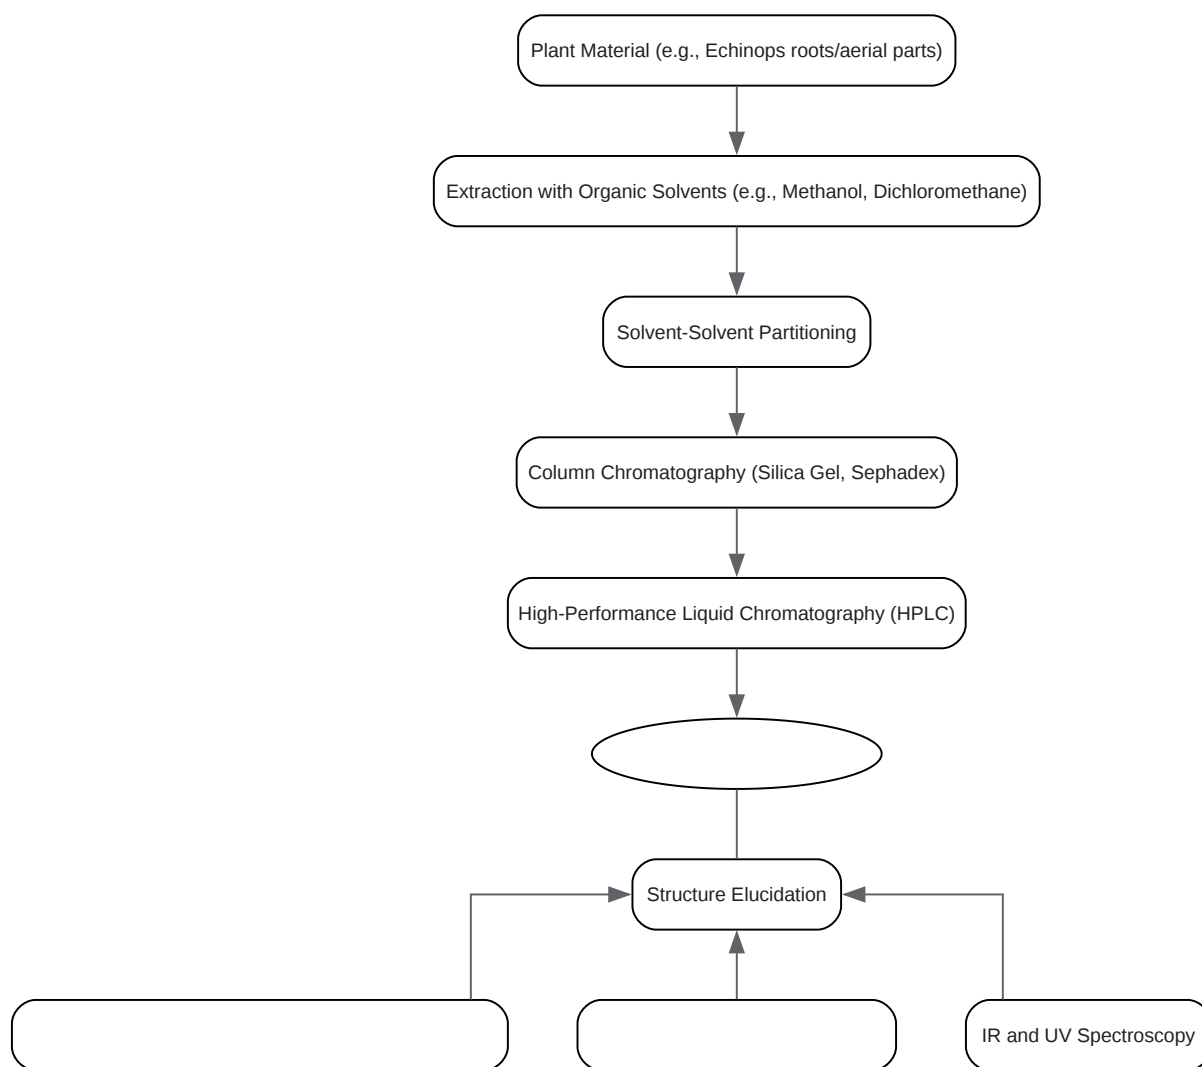 Plant Material (e.g., Echinops roots/aerial parts)
Extraction with Organic Solvents (e.g., Methanol, Dichloromethane)
Solvent-Solvent Partitioning
Column Chromatography (Silica Gel, Sephadex)
High-Performance Liquid Chromatography (HPLC)
Structure Elucidation
IR and UV Spectroscopy